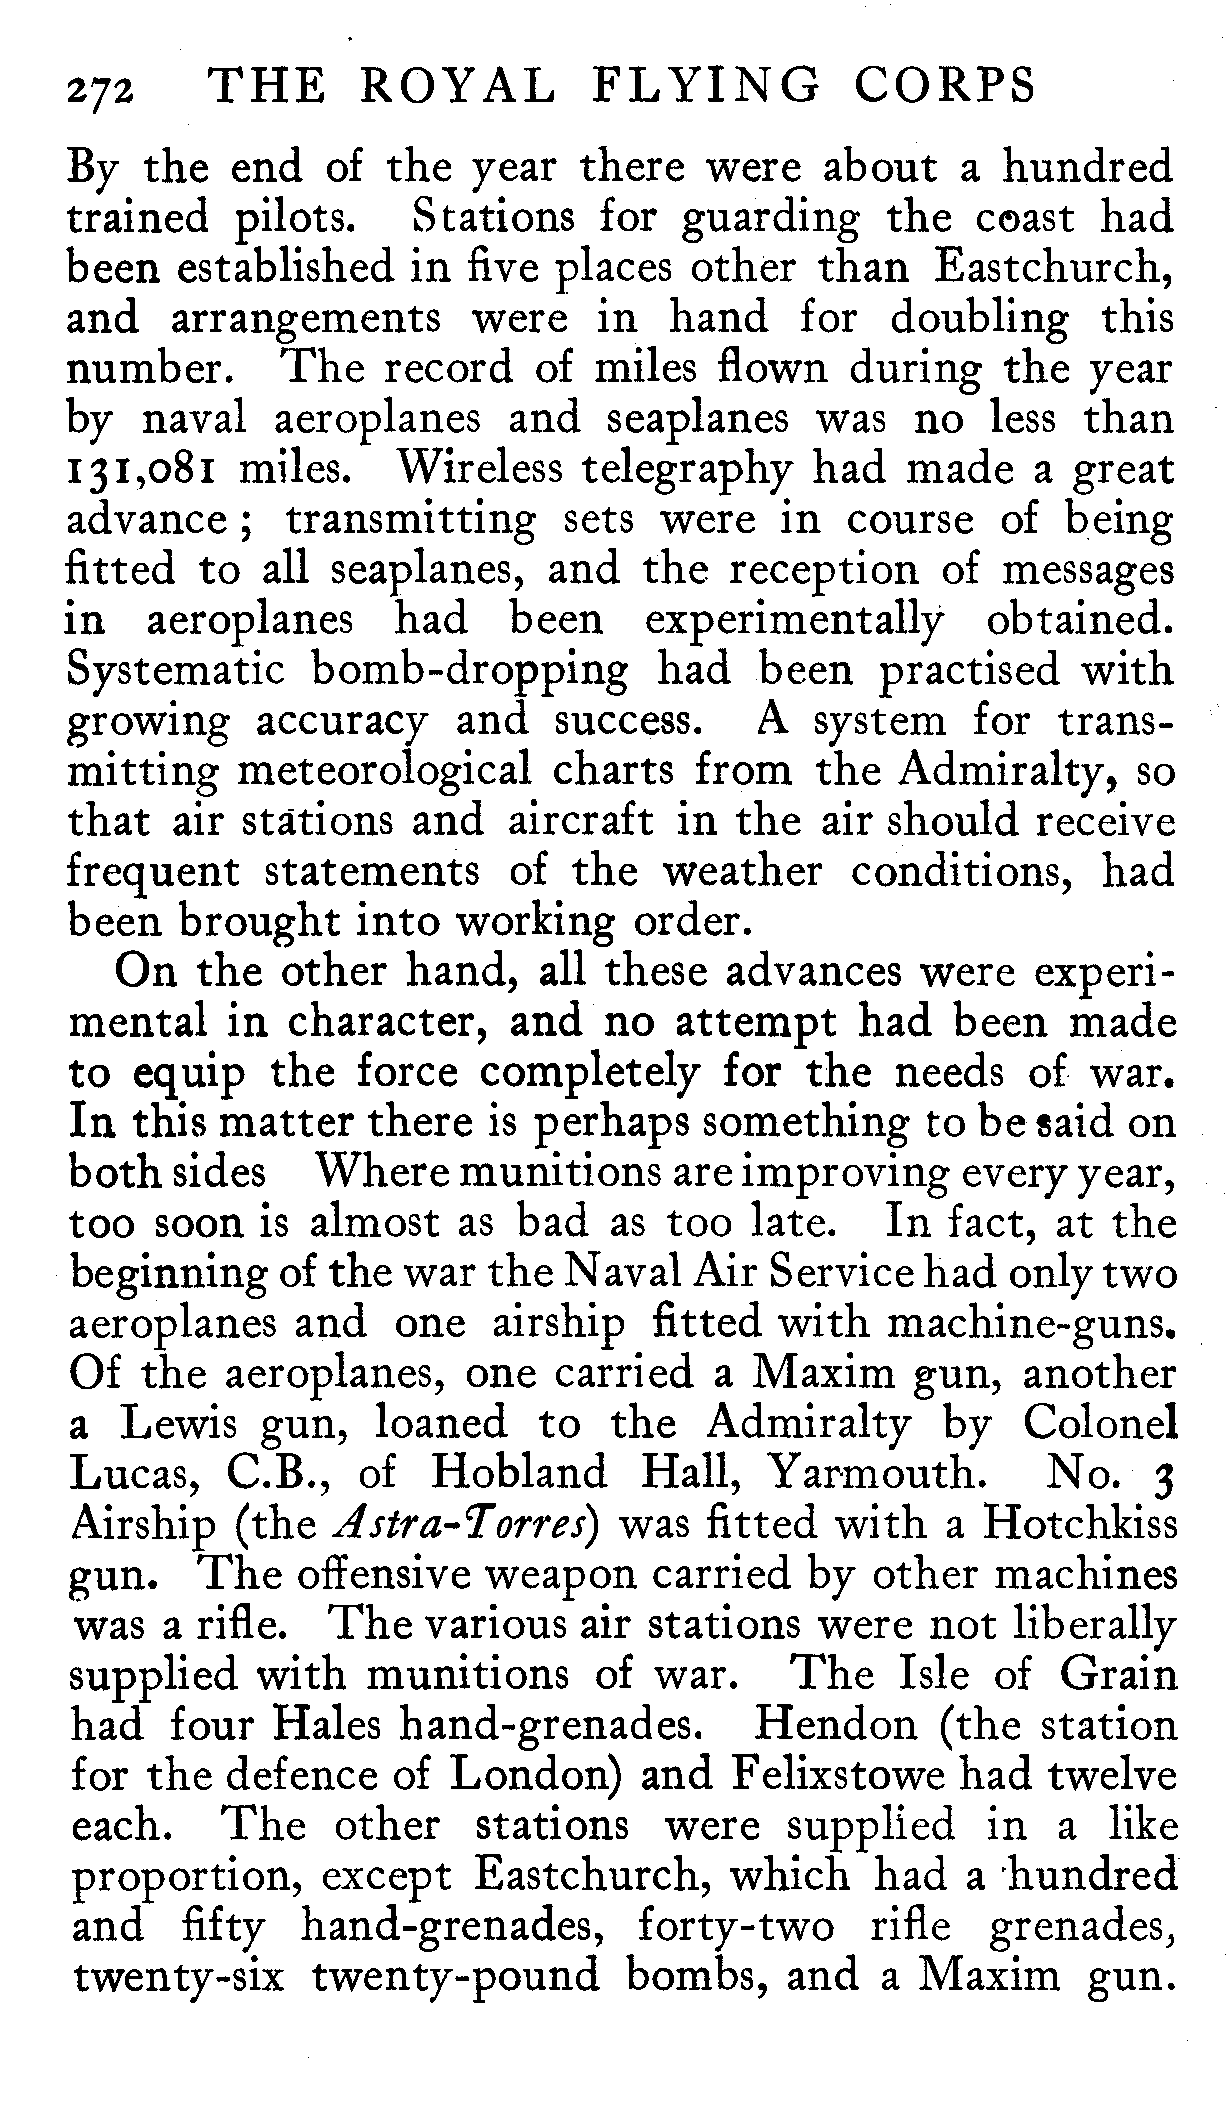 272 THE ROYAL FLYING CORPS
By the end of the year there were about a hundred
trained pilots. Stations for guarding the coast had
been established in five places other than Eastchurch,
and arrangements were in hand for doubling this
number. The record of miles flown during the year
by naval aeroplanes and seaplanes was no less than
131,081 miles. Wireless telegraphy had made a great
advance ; transmitting sets were in course of being
fitted to all seaplanes, and the reception of messages
in aeroplanes had been experimentally obtained.
Systematic bomb-dropping had been practised with
growing accuracy and success. A system for trans-
mitting meteorological charts from the Admiralty, so
that air stations and aircraft in the air should receive
frequent statements of the weather conditions, had
been brought into working order.
On the other hand, all these advances were experi-
mental in character, and no attempt had been made
to equip the force completely for the needs of war.
In this matter there is perhaps something to be said on
both sides Where munitions are improving every year,
too soon is almost as bad as too late. In fact, at the
beginning of the war the Naval Air Service had only two
aeroplanes and one airship fitted with machine-guns.
Of the aeroplanes, one carried a Maxim gun, another
a Lewis gun, loaned to the Admiralty by Colonel
Lucas, C.B., of Hobland Hall, Yarmouth. No. 3
Airship (the Astra-Torres) was fitted with a Hotchkiss
gun. The offensive weapon carried by other machines
was a rifle. The various air stations were not liberally
supplied with munitions of war. The Isle of Grain
had four Hales hand-grenades. Hendon (the station
for the defence of London) and Felixstowe had twelve
each. The other stations were supplied in a like
proportion, except Eastchurch, which had a hundred
and fifty hand-grenades, forty-two rifle grenades,
twenty-six twenty-pound bombs, and a Maxim gun.